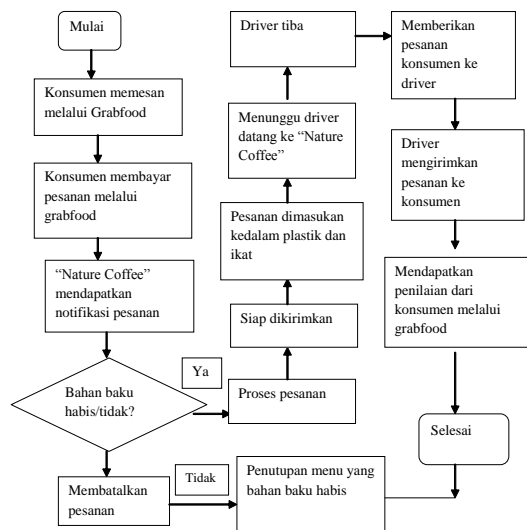 Mulai
Konsumen memesan
melalui Grabfood
Konsumen membayar
pesanan melalui
grabfood
“Nature Coffee”
mendapatkan
notifikasi pesanan
Bahan baku
habis/tidak?
Ya
Proses pesanan
Siap dikirimkan
Pesanan dimasukan
kedalam plastik dan
ikat
Menunggu driver
datang ke “Nature
Coffee”
Driver tiba
Memberikan
pesanan
konsumen ke
driver
Driver
mengirimkan
pesanan ke
konsumen
Mendapatkan
penilaian dari
konsumen melalui
grabfood
Selesai
Tidak
Membatalkan
pesanan
Penutupan menu yang
bahan baku habis